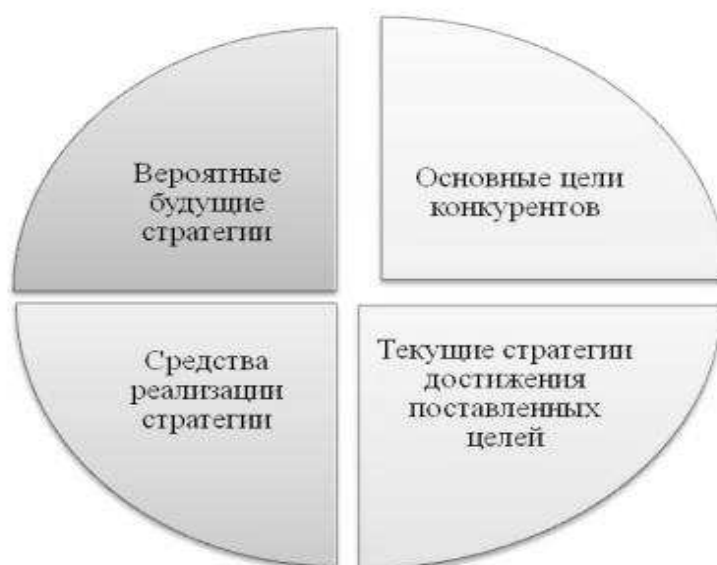 Вероятные
будущие
стратегии
Основные цели
конкурентов
Средства
реализации
стратегии
Текущие стратегии
достижения
поставленных
целей